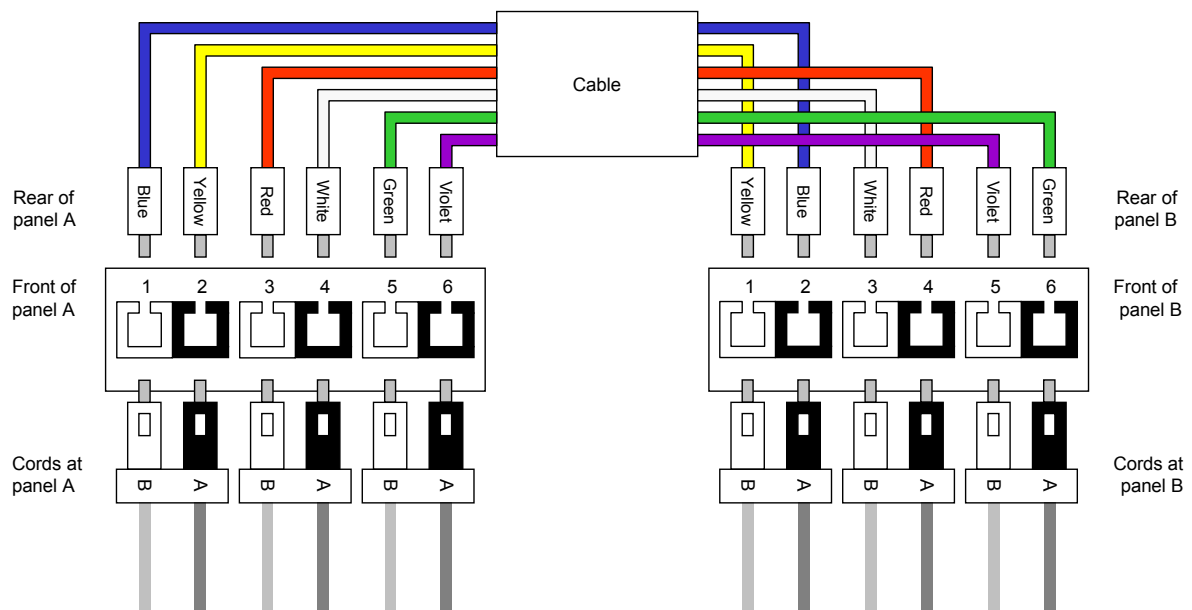 Cable
Rear of
panel A
Blue
Yellow
Red
White
Green
Violet
Yellow
Blue
White
Red
Violet
Green
Rear of
panel B
Front of
panel A
1 2 3 4 5 6
1 2 3 4 5 6
Front of
panel B
Cords at
panel A
B A B A B A
B A B A B A
Cords at
panel B